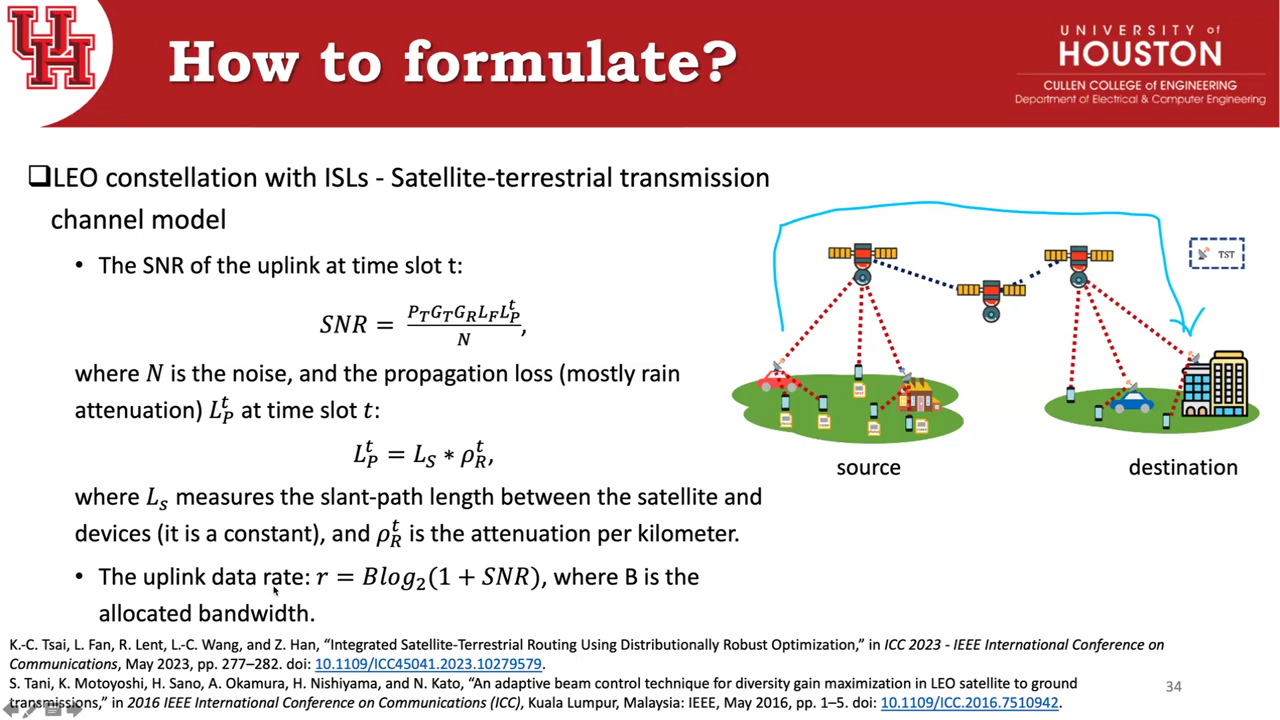 UH
How to formulate?
UNIVERSITY of
HOUSTON
CULLEN COLLEGE of ENGINEERING
Department of Electrical & Computer Engineering
❑LEO constellation with ISLs - Satellite-terrestrial transmission
channel model
• The SNR of the uplink at time slot t:
SNR = \frac{P_T G_T G_R L_F L_P^t}{N},
where N is the noise, and the propagation loss (mostly rain
attenuation) L_P^t at time slot t:
L_P^t = L_S ∗ ρ_R^t,
where L_s measures the slant-path length between the satellite and
devices (it is a constant), and ρ_R^t is the attenuation per kilometer.
• The uplink data rate: r = Blog_2(1 + SNR), where B is the
allocated bandwidth.
TST
source
destination
K.-C. Tsai, L. Fan, R. Lent, L.-C. Wang, and Z. Han, “Integrated Satellite-Terrestrial Routing Using Distributionally Robust Optimization,” in ICC 2023 - IEEE International Conference on
Communications, May 2023, pp. 277–282. doi: 10.1109/ICC45041.2023.10279579.
S. Tani, K. Motoyoshi, H. Sano, A. Okamura, H. Nishiyama, and N. Kato, “An adaptive beam control technique for diversity gain maximization in LEO satellite to ground
transmissions,” in 2016 IEEE International Conference on Communications (ICC), Kuala Lumpur, Malaysia: IEEE, May 2016, pp. 1–5. doi: 10.1109/ICC.2016.7510942.
34